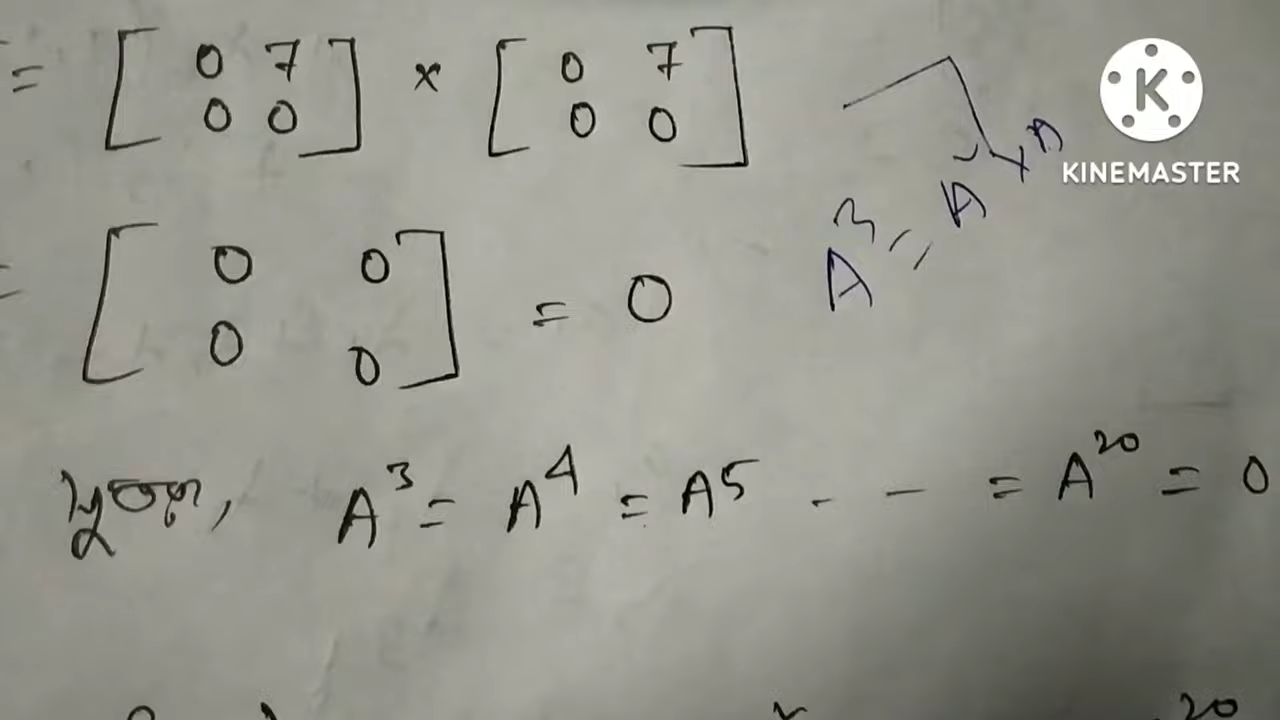 = [ 0 7 ] × [ 0 7 ]
[ 0 0 ] [ 0 0 ]
K
KINEMASTER
A³ = A² × A
= [ 0 0 ] = 0
[ 0 0 ]
A³ = A⁴ = A⁵ - - = A²⁰ = 0
20